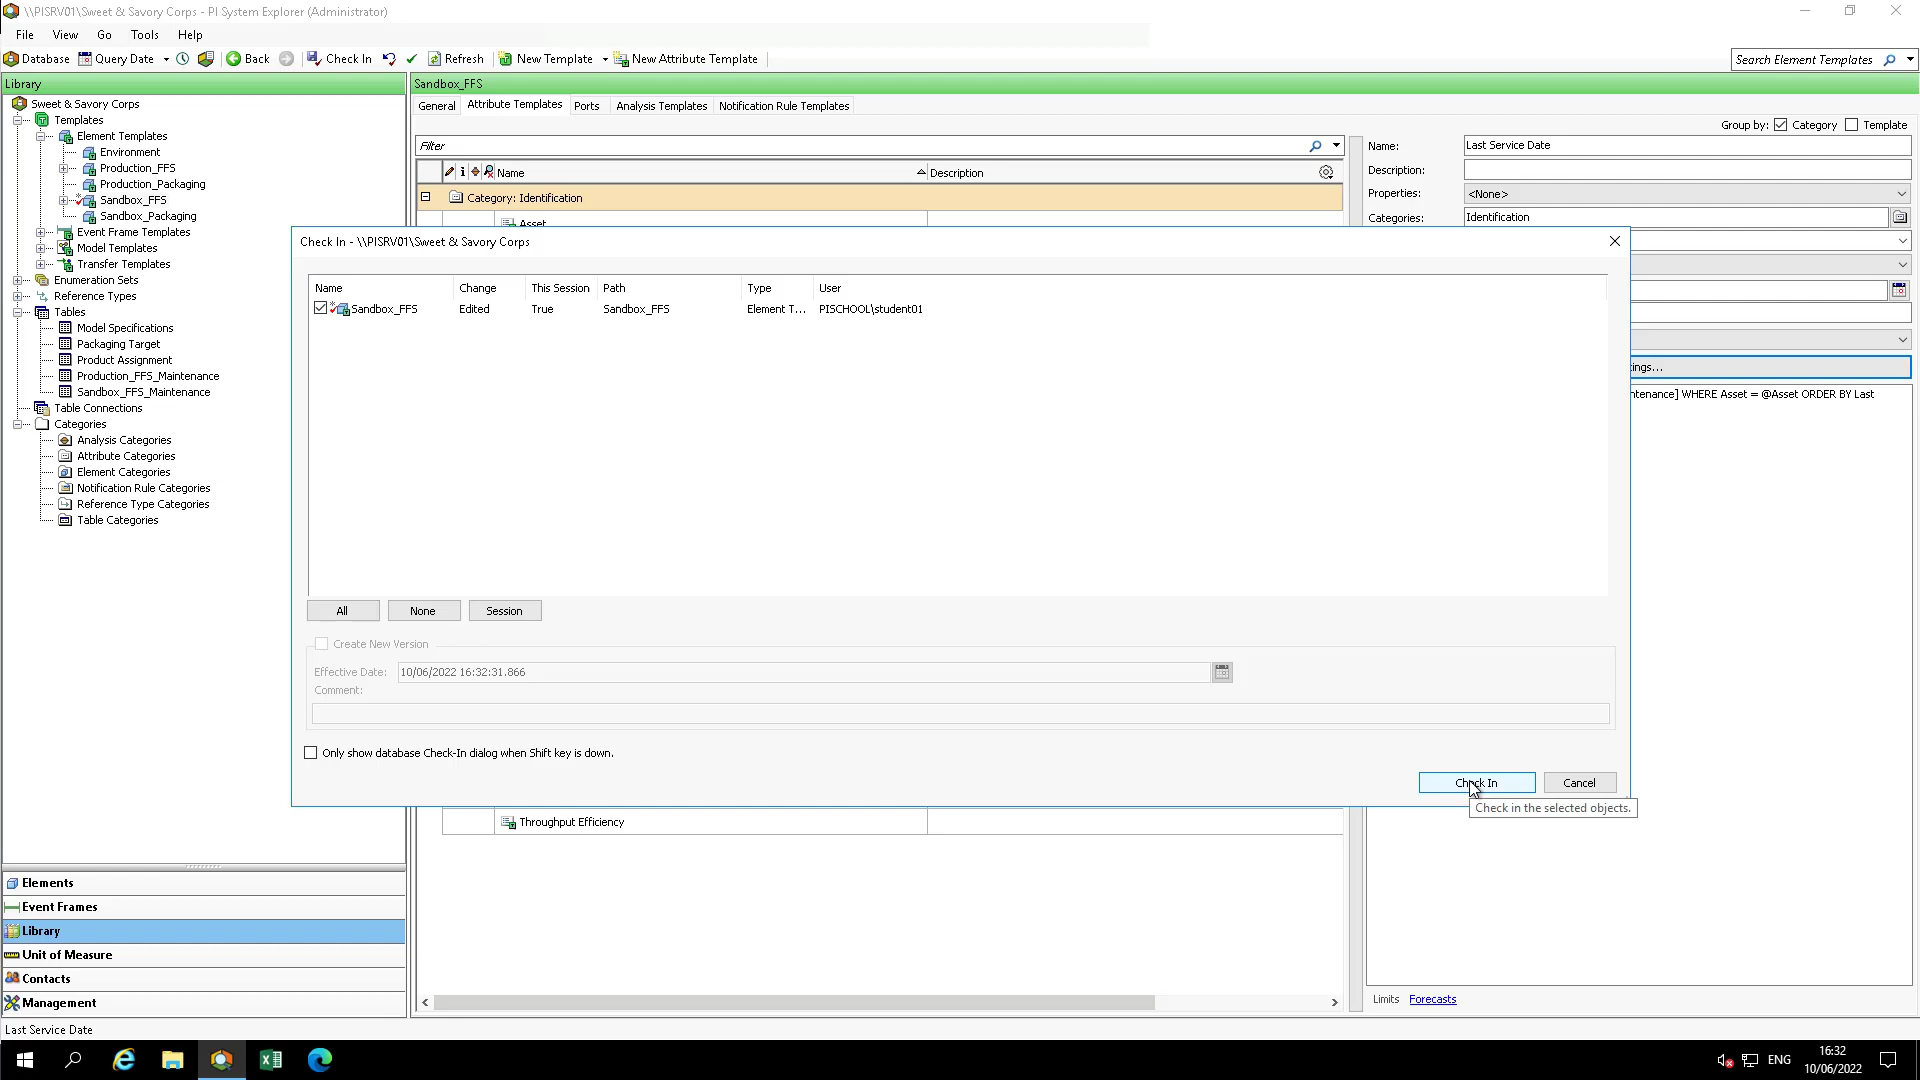 \\PISRV01\Sweet & Savory Corps - PI System Explorer (Administrator)
File View Go Tools Help
Database Query Date Back Check In Refresh New Template New Attribute Template
Search Element Templates
Library
Sweet & Savory Corps
Templates
Element Templates
Environment
Production_FFS
Production_Packaging
Sandbox_FFS
Sandbox_Packaging
Event Frame Templates
Model Templates
Transfer Templates
Enumeration Sets
Reference Types
Tables
Model Specifications
Packaging Target
Product Assignment
Production_FFS_Maintenance
Sandbox_FFS_Maintenance
Table Connections
Categories
Analysis Categories
Attribute Categories
Element Categories
Notification Rule Categories
Reference Type Categories
Table Categories
Elements
Event Frames
Library
Unit of Measure
Contacts
Management
Sandbox_FFS
General Attribute Templates Ports Analysis Templates Notification Rule Templates
Group by: Category Template
Filter
Name Description
Category: Identification
Asset
Throughput Efficiency
Name: Last Service Date
Description:
Properties: <None>
Categories: Identification
ings...
ntenance] WHERE Asset = @Asset ORDER BY Last
Limits Forecasts
Check In - \\PISRV01\Sweet & Savory Corps
Name Change This Session Path Type User
Sandbox_FFS Edited True Sandbox_FFS Element T... PISCHOOL\student01
All None Session
Create New Version
Effective Date: 10/06/2022 16:32:31.866
Comment:
Only show database Check-In dialog when Shift key is down.
Check In Cancel
Check in the selected objects.
Last Service Date
ENG
16:32
10/06/2022